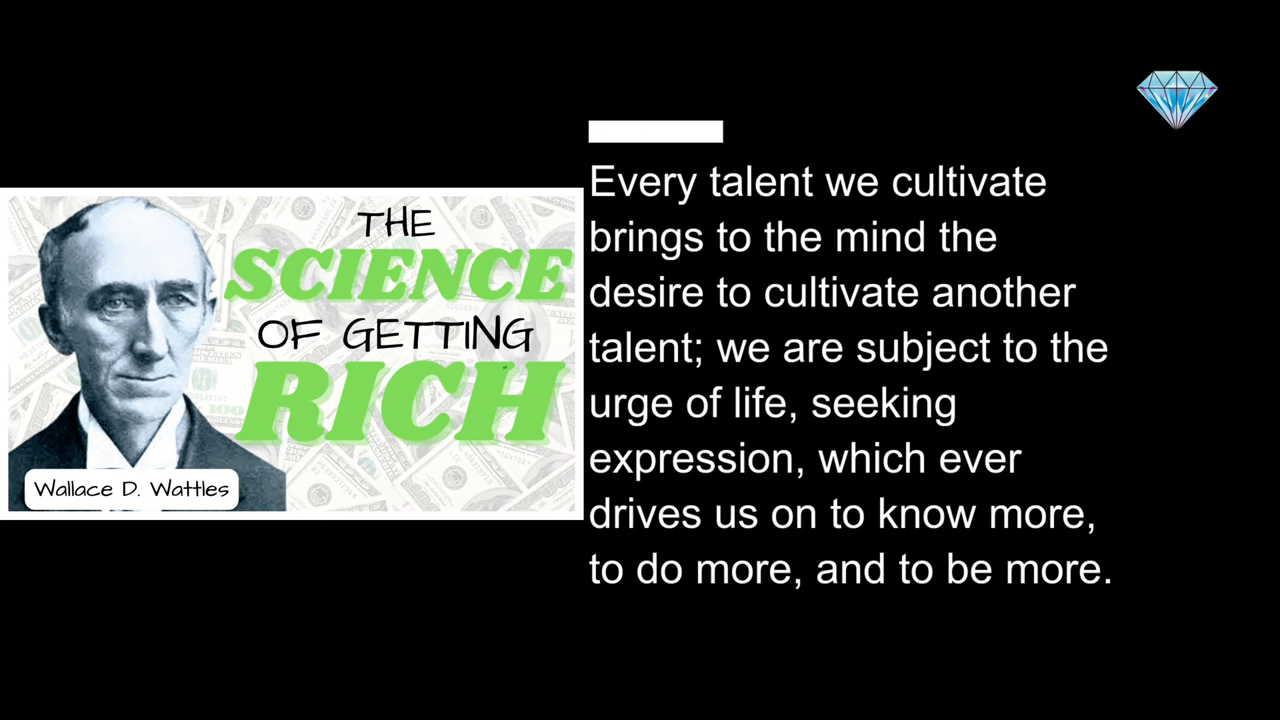 THE
SCIENCE
OF GETTING
RICH
Wallace D. Wattles
Every talent we cultivate
brings to the mind the
desire to cultivate another
talent; we are subject to the
urge of life, seeking
expression, which ever
drives us on to know more,
to do more, and to be more.